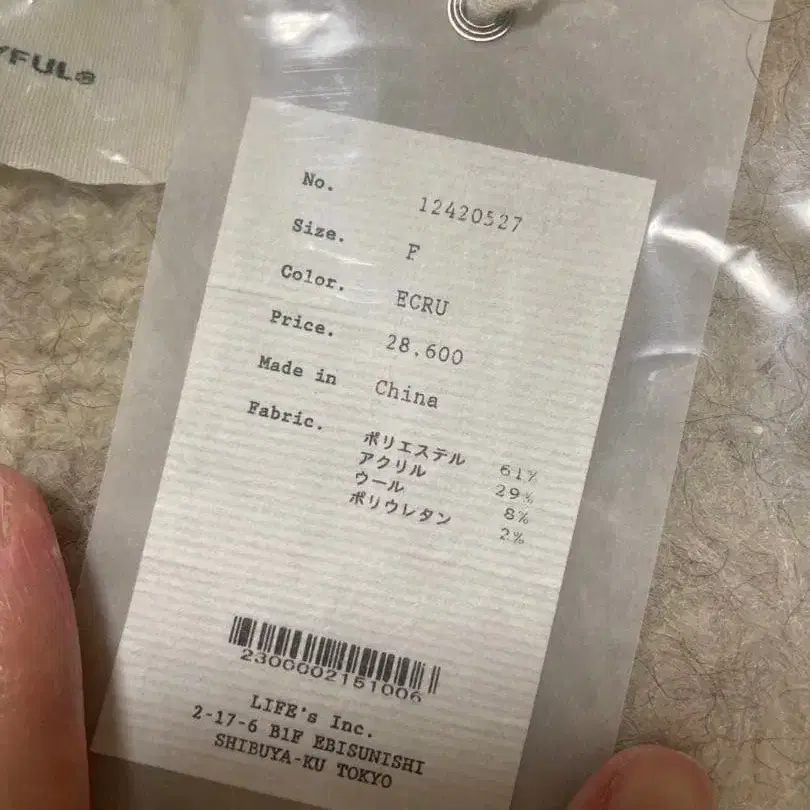 YFUL®
No. 12420527
Size. F
Color. ECRU
Price. 28.600
Made in China
Fabric.
ポリエステル 61%
アクリル 29%
ウール 8%
ポリウレタン 2%
2300002151006
LIFE's Inc.
2-17-6 B1F EBISUNISHI
SHIBUYA-KU TOKYO